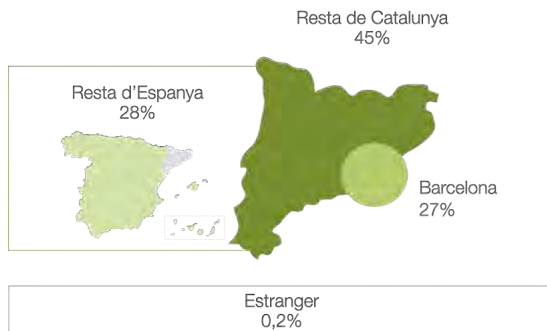 Resta de Catalunya
45%
Resta d'Espanya
28%
Barcelona
27%
Estranger
0,2%